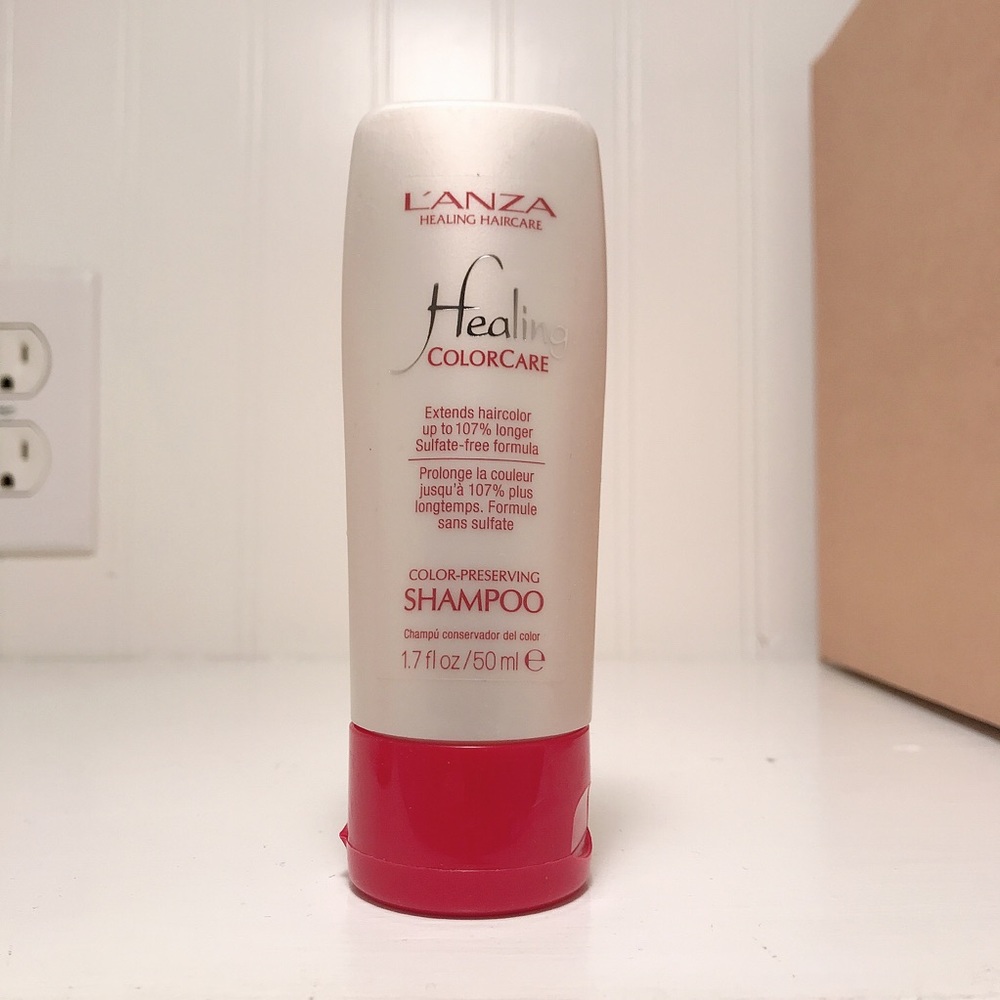 L'ANZA
HEALING HAIRCARE
Healing
COLORCARE
Extends haircolor
up to 107% longer
Sulfate-free formula
Prolonge la couleur
jusqu'à 107% plus
longtemps. Formule
sans sulfate
COLOR-PRESERVING
SHAMPOO
Champú conservador del color
1.7 fl oz/50 ml ℮